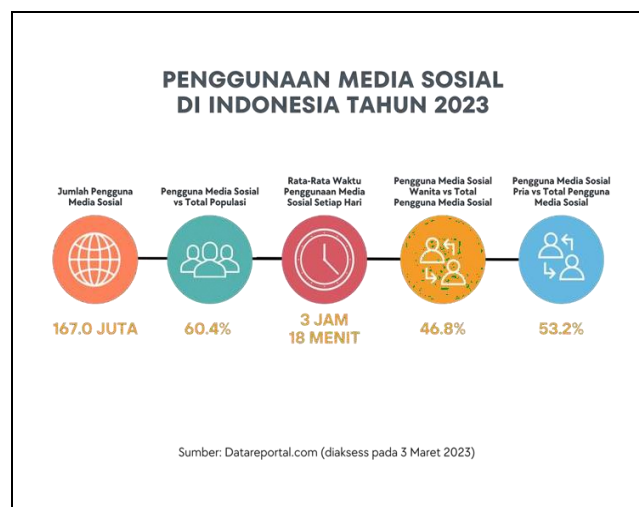 PENGGUNAAN MEDIA SOSIAL
DI INDONESIA TAHUN 2023
Jumlah Pengguna
Media Sosial
167.0 JUTA
Pengguna Media Sosial
vs Total Populasi
60.4%
Rata-Rata Waktu
Penggunaan Media
Sosial Setiap Hari
3 JAM
18 MENIT
Pengguna Media Sosial
Wanita vs Total
Pengguna Media Sosial
46.8%
Pengguna Media Sosial
Pria vs Total Pengguna
Media Sosial
53.2%
Sumber: Datareportal.com (diaksess pada 3 Maret 2023)